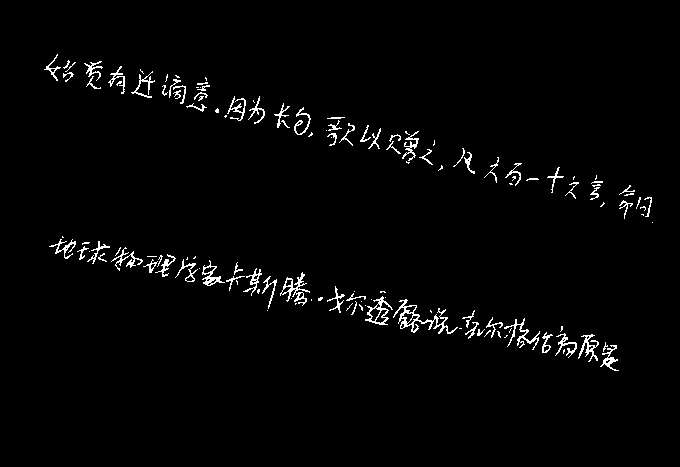 始觉有迁谪意.因为长句,歌以赠之,凡六百一十六言,命曰
地球物理学家卡斯腾.戈尔透露说凯尔格伦高原是